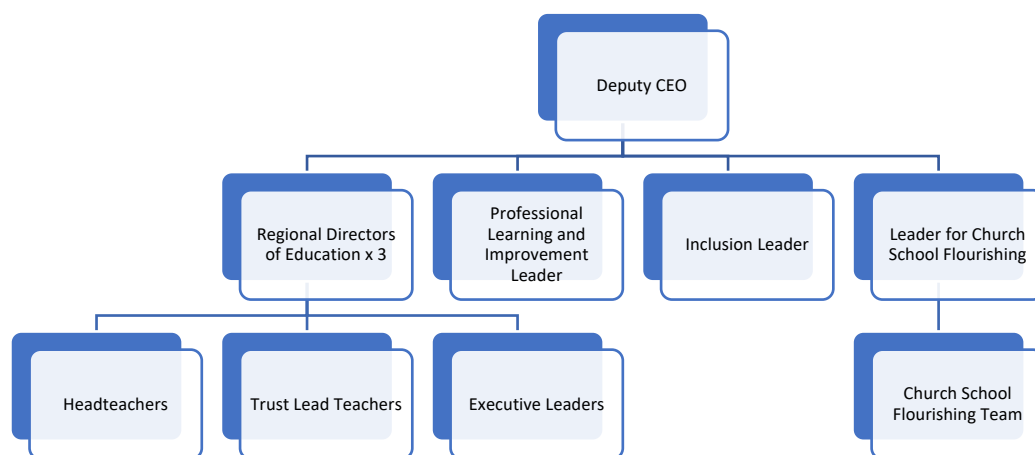 Deputy CEO
Regional Directors
of Education x 3
Professional
Learning and
Improvement
Leader
Inclusion Leader
Leader for Church
School Flourishing
Headteachers
Trust Lead Teachers
Executive Leaders
Church School
Flourishing Team